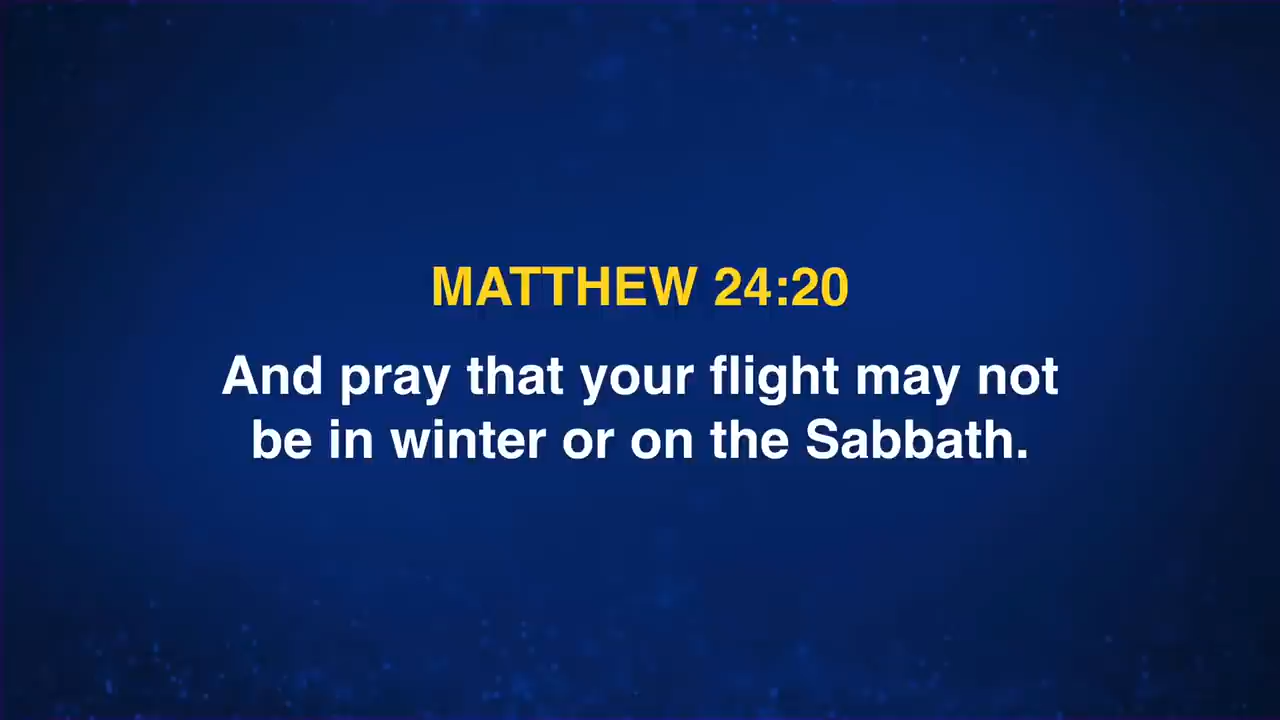 MATTHEW 24:20
And pray that your flight may not
be in winter or on the Sabbath.